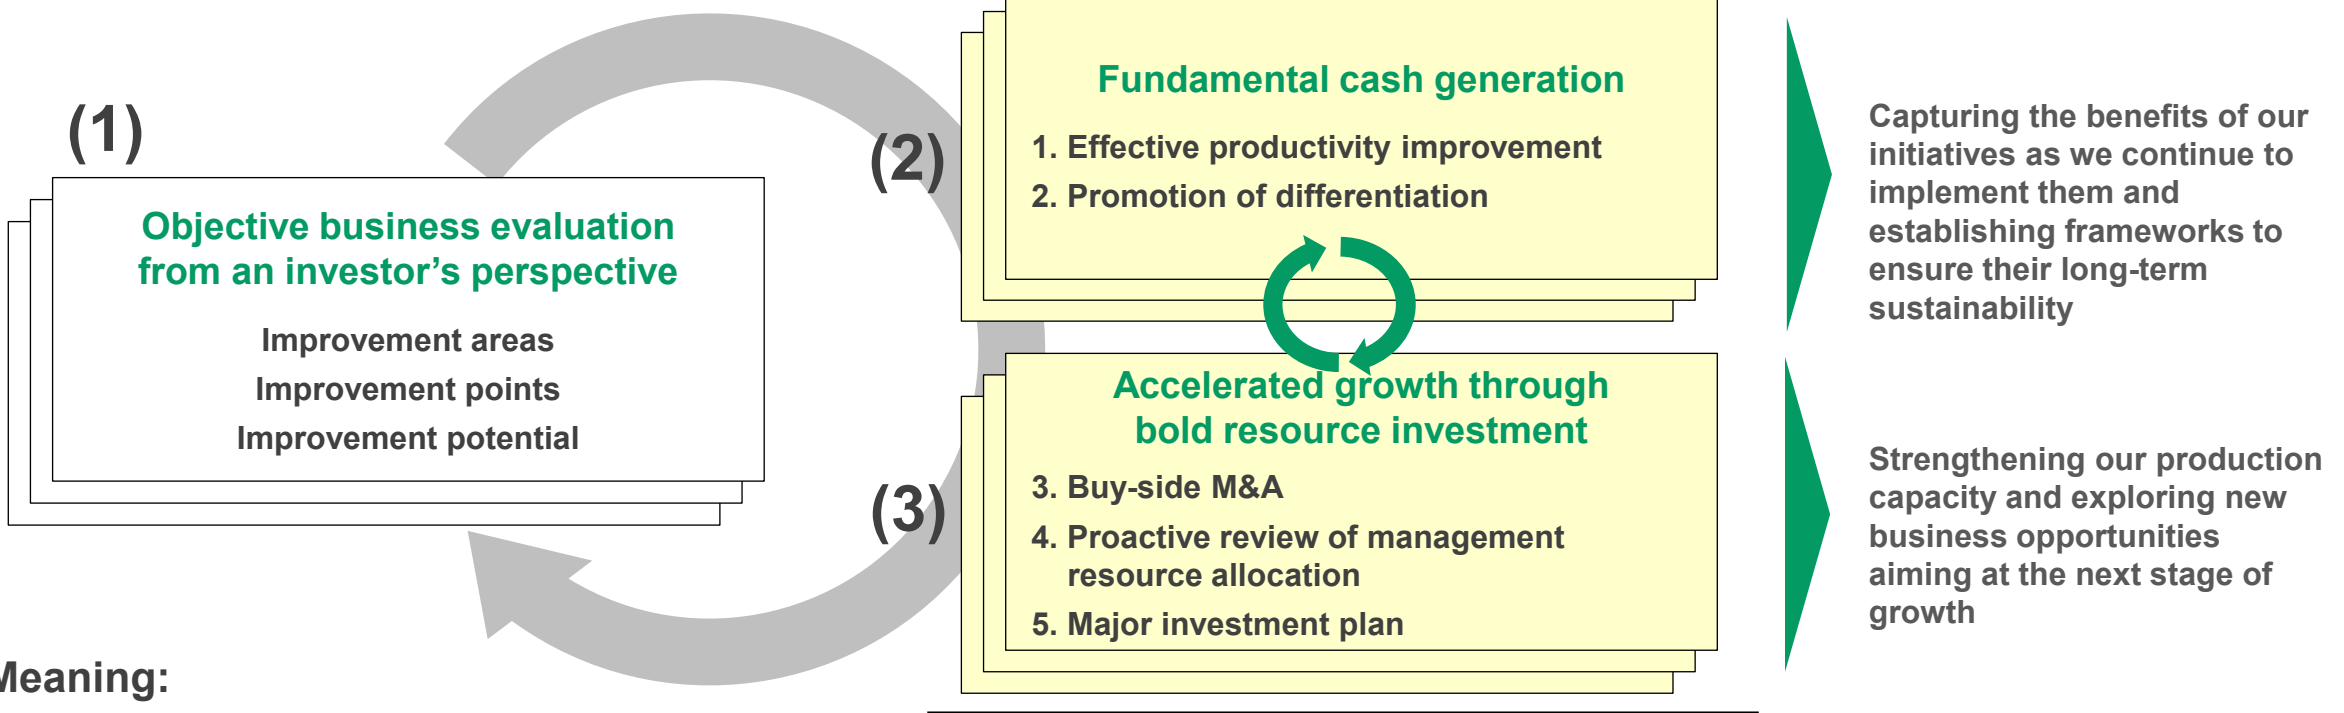 (1)
Objective business evaluation
from an investor’s perspective
Improvement areas
Improvement points
Improvement potential
(2)
Fundamental cash generation
1. Effective productivity improvement
2. Promotion of differentiation
Capturing the benefits of our
initiatives as we continue to
implement them and
establishing frameworks to
ensure their long-term
sustainability
(3)
Accelerated growth through
bold resource investment
3. Buy-side M&A
4. Proactive review of management
resource allocation
5. Major investment plan
Strengthening our production
capacity and exploring new
business opportunities
aiming at the next stage of
growth
Meaning: